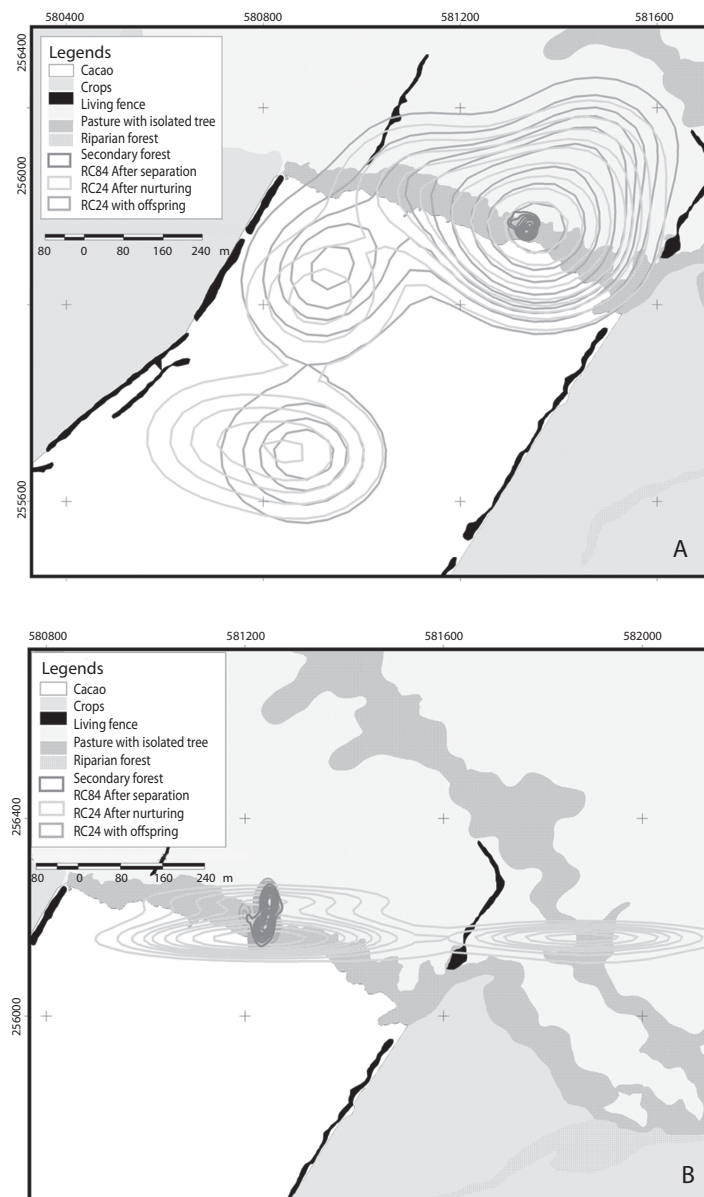 580400 580800 581200 581600
256400
Legends
Cacao
Crops
Living fence
Pasture with isolated tree
Riparian forest
Secondary forest
RC84 After separation
RC24 After nurturing
RC24 with offspring
256000
80 0 80 160 240 m
255600
A
580800 581200 581600 582000
Legends
Cacao
Crops
Living fence
Pasture with isolated tree
Riparian forest
Secondary forest
RC84 After separation
RC24 After nurturing
RC24 with offspring
256400
80 0 80 160 240 m
256000
B